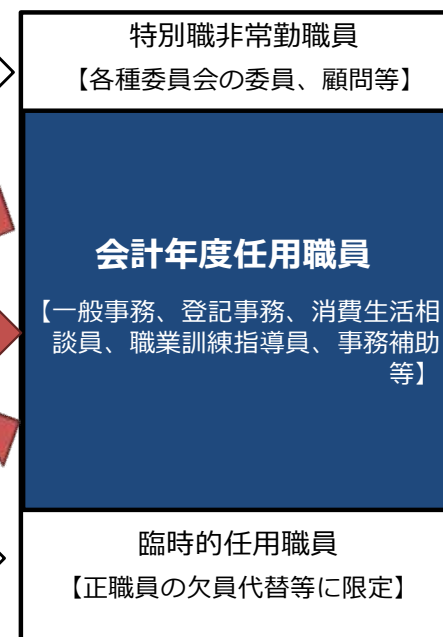 特別職非常勤職員
【各種委員会の委員、顧問等】
会計年度任用職員
【一般事務、登記事務、消費生活相
談員、職業訓練指導員、事務補助
等】
臨時的任用職員
【正職員の欠員代替等に限定】